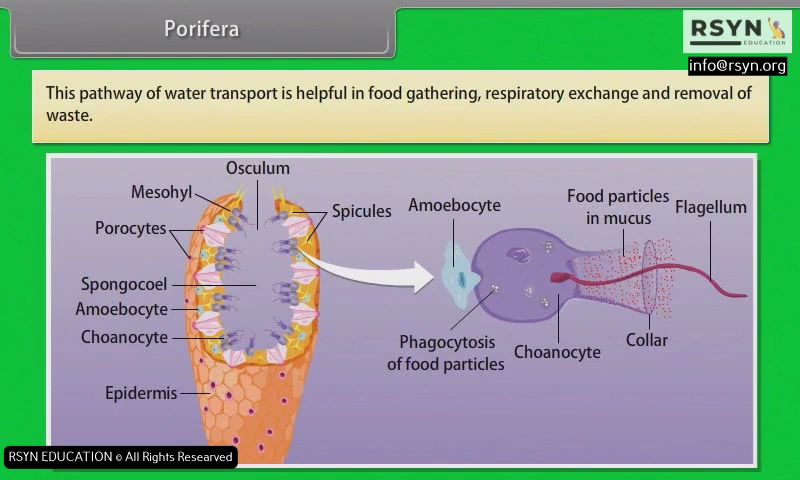 Porifera
RSYN
EDUCATION
info@rsyn.org
This pathway of water transport is helpful in food gathering, respiratory exchange and removal of
waste.
Osculum
Mesohyl
Spicules
Porocytes
Spongocoel
Amoebocyte
Choanocyte
Epidermis
Amoebocyte
Food particles
in mucus
Flagellum
Phagocytosis
of food particles
Choanocyte
Collar
RSYN EDUCATION © All Rights Researved